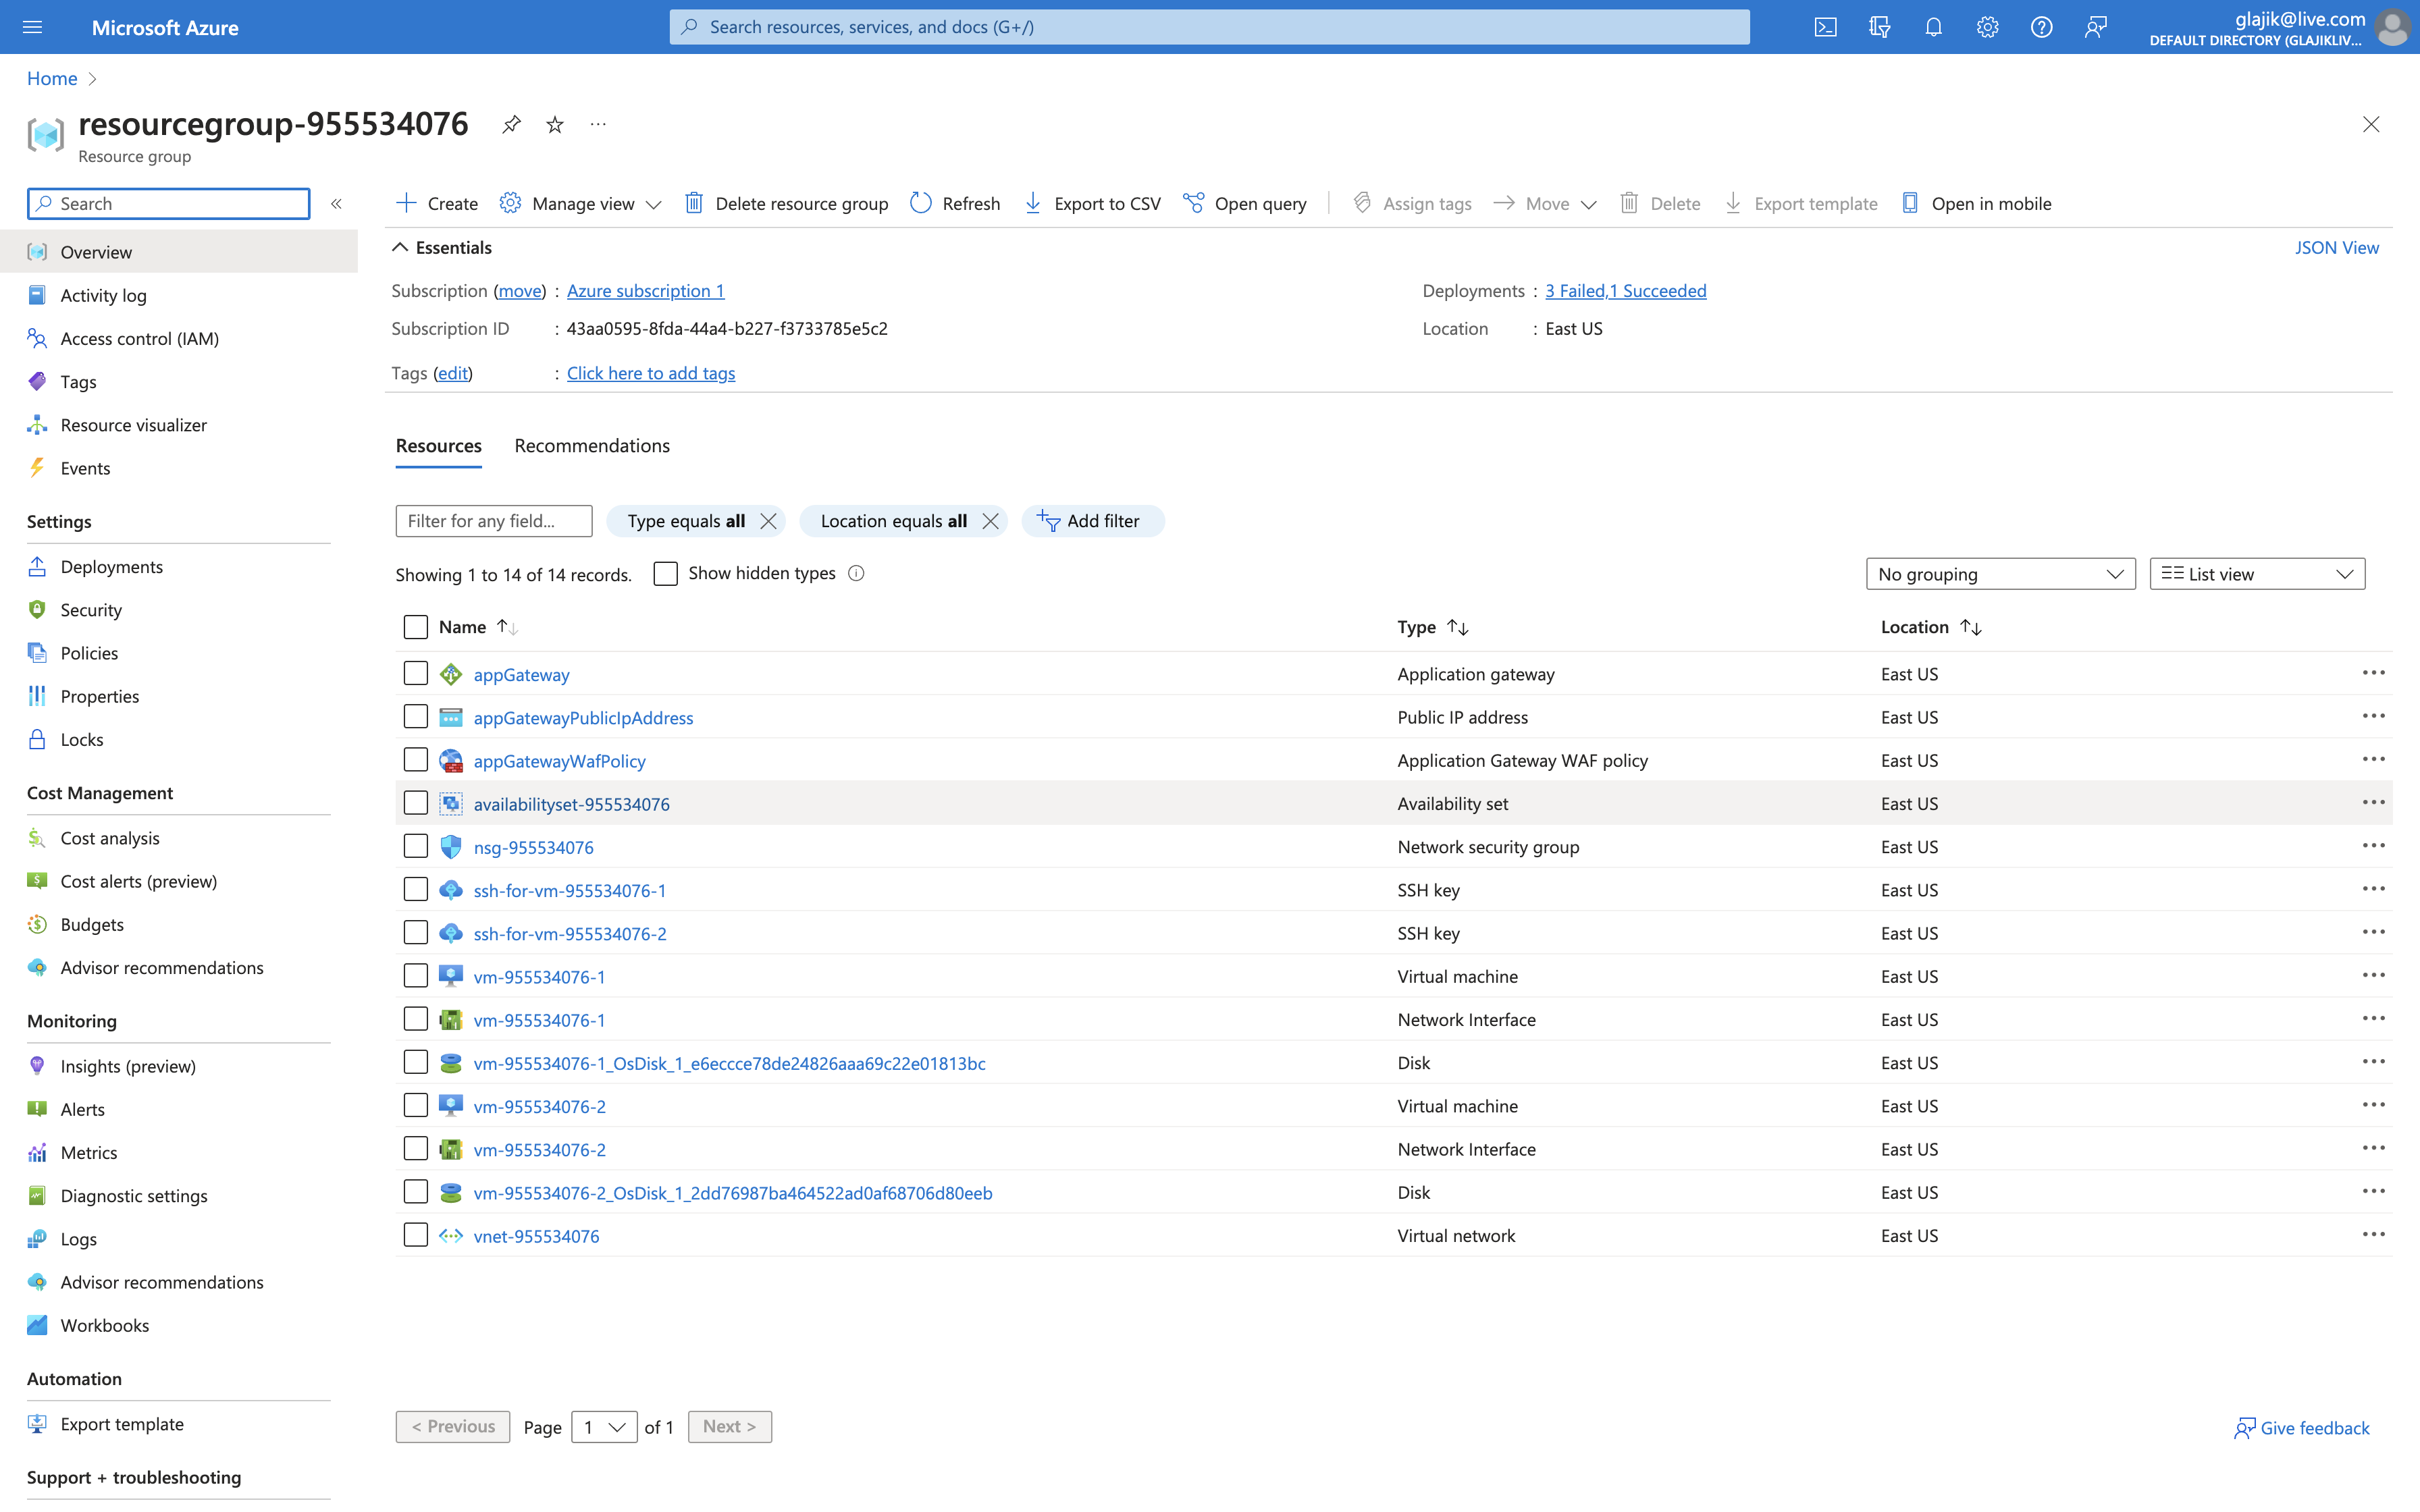 Microsoft Azure
Search resources, services, and docs (G+/)
glajik@live.com
DEFAULT DIRECTORY (GLAJIKLIV...
Home
resourcegroup-955534076
Resource group
Search
Create
Manage view
Delete resource group
Refresh
Export to CSV
Open query
Assign tags
Move
Delete
Export template
Open in mobile
Overview
Activity log
Access control (IAM)
Tags
Resource visualizer
Events
Settings
Deployments
Security
Policies
Properties
Locks
Cost Management
Cost analysis
Cost alerts (preview)
Budgets
Advisor recommendations
Monitoring
Insights (preview)
Alerts
Metrics
Diagnostic settings
Logs
Advisor recommendations
Workbooks
Automation
Export template
Support + troubleshooting
Essentials
JSON View
Subscription (move) : Azure subscription 1
Deployments : 3 Failed,1 Succeeded
Subscription ID : 43aa0595-8fda-44a4-b227-f3733785e5c2
Location : East US
Tags (edit) : Click here to add tags
Resources
Recommendations
Filter for any field...
Type equals all
Location equals all
Add filter
Showing 1 to 14 of 14 records.
Show hidden types
No grouping
List view
Name Type Location
appGateway Application gateway East US
appGatewayPublicIpAddress Public IP address East US
appGatewayWafPolicy Application Gateway WAF policy East US
availabilityset-955534076 Availability set East US
nsg-955534076 Network security group East US
ssh-for-vm-955534076-1 SSH key East US
ssh-for-vm-955534076-2 SSH key East US
vm-955534076-1 Virtual machine East US
vm-955534076-1 Network Interface East US
vm-955534076-1_OsDisk_1_e6eccce78de24826aaa69c22e01813bc Disk East US
vm-955534076-2 Virtual machine East US
vm-955534076-2 Network Interface East US
vm-955534076-2_OsDisk_1_2dd76987ba464522ad0af68706d80eeb Disk East US
vnet-955534076 Virtual network East US
< Previous Page 1 of 1 Next >
Give feedback